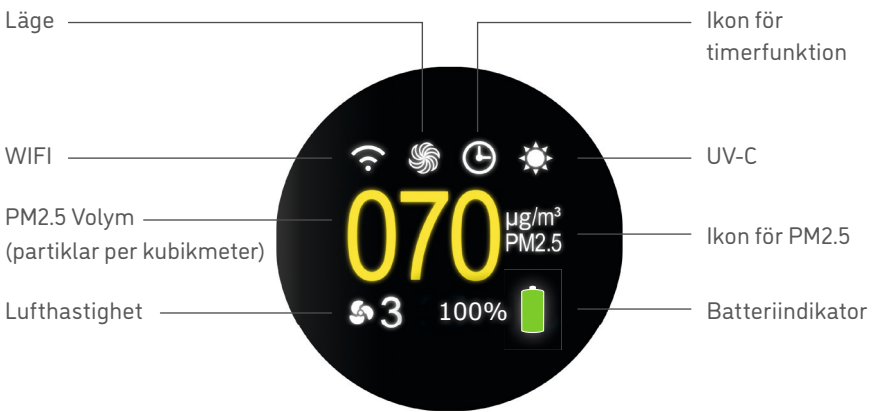 Läge
Ikon för
timerfunktion
WIFI
UV-C
PM2.5 Volym
(partiklar per kubikmeter)
070
µg/m³
PM2.5
Ikon för PM2.5
Lufthastighet
3
100%
Batteriindikator